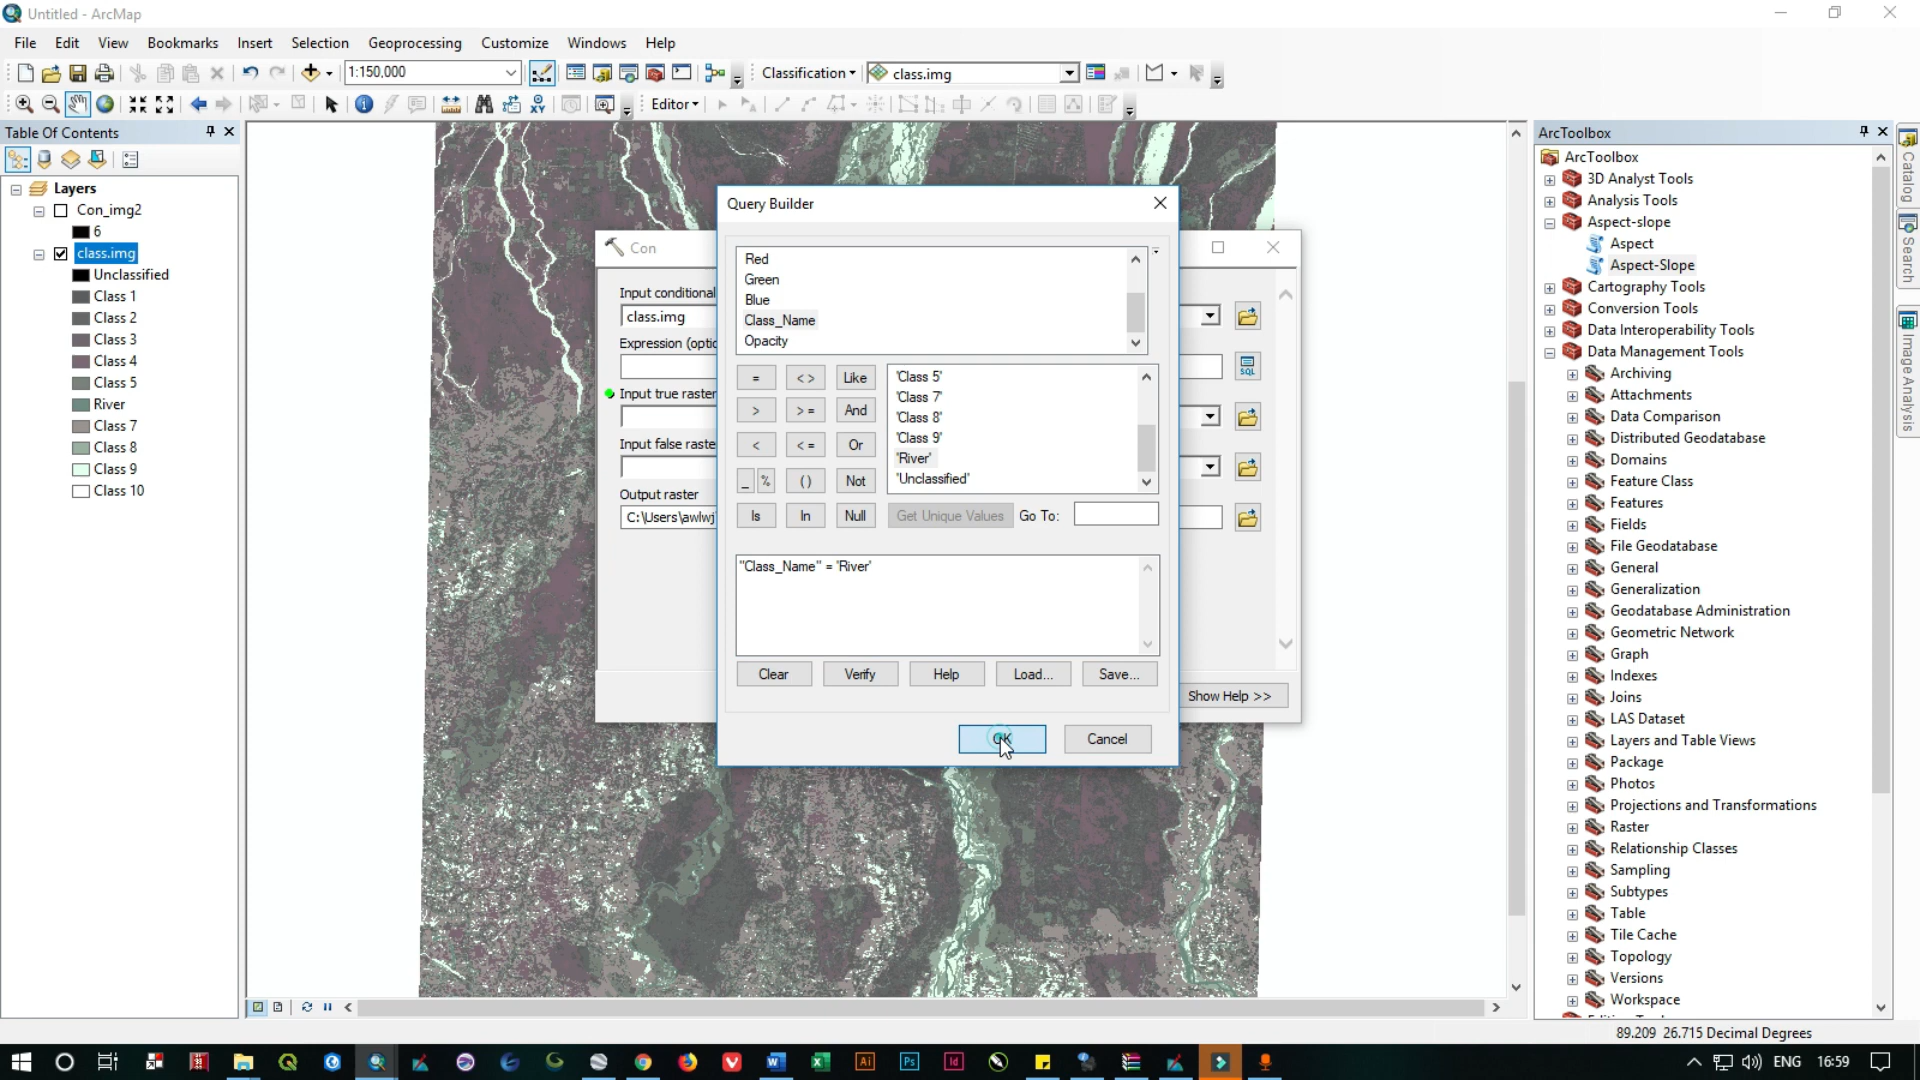 Untitled - ArcMap
File Edit View Bookmarks Insert Selection Geoprocessing Customize Windows Help
1:150,000 Classification class.img
Editor
Table Of Contents
Layers
Con_img2
6
class.img
Unclassified
Class 1
Class 2
Class 3
Class 4
Class 5
River
Class 7
Class 8
Class 9
Class 10
Con
Input conditional
class.img
Expression (optic
SQL
Input true raster
Input false raste
Output raster
C:\Users\awlwj
Show Help >>
Query Builder
Red
Green
Blue
Class_Name
Opacity
= < > Like
> > = And
< < = Or
_ % ( ) Not
Is In Null
'Class 5'
'Class 7'
'Class 8'
'Class 9'
'River'
'Unclassified'
Get Unique Values Go To:
"Class_Name" = 'River'
Clear Verify Help Load... Save...
OK Cancel
ArcToolbox
ArcToolbox
3D Analyst Tools
Analysis Tools
Aspect-slope
Aspect
Aspect-Slope
Cartography Tools
Conversion Tools
Data Interoperability Tools
Data Management Tools
Archiving
Attachments
Data Comparison
Distributed Geodatabase
Domains
Feature Class
Features
Fields
File Geodatabase
General
Generalization
Geodatabase Administration
Geometric Network
Graph
Indexes
Joins
LAS Dataset
Layers and Table Views
Package
Photos
Projections and Transformations
Raster
Relationship Classes
Sampling
Subtypes
Table
Tile Cache
Topology
Versions
Workspace
Catalog
Search
Image Analysis
89.209 26.715 Decimal Degrees
ENG 16:59